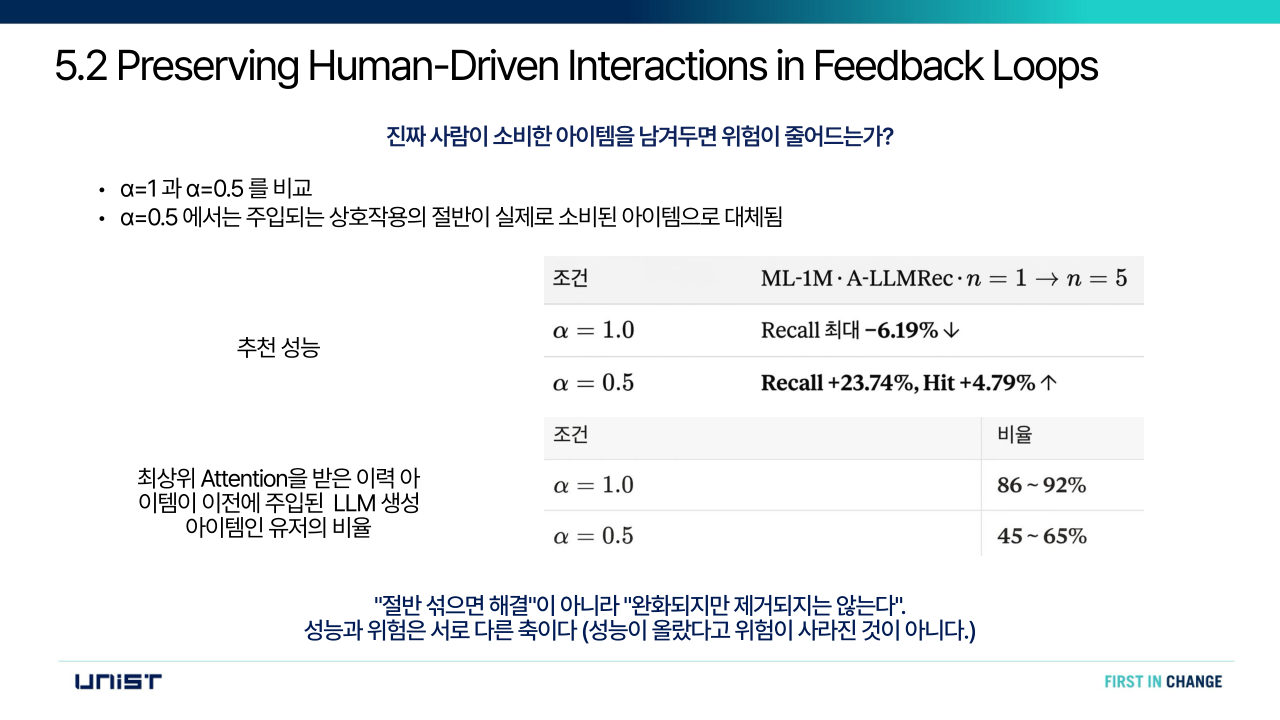 5.2 Preserving Human-Driven Interactions in Feedback Loops
진짜 사람이 소비한 아이템을 남겨두면 위험이 줄어드는가?
• α=1 과 α=0.5 를 비교
• α=0.5 에서는 주입되는 상호작용의 절반이 실제로 소비된 아이템으로 대체됨
추천 성능
조건 ML-1M · A-LLMRec · n = 1 → n = 5
α = 1.0 Recall 최대 −6.19% ↓
α = 0.5 Recall +23.74%, Hit +4.79% ↑
최상위 Attention을 받은 이력 아
이템이 이전에 주입된 LLM 생성
아이템인 유저의 비율
조건 비율
α = 1.0 86 ~ 92%
α = 0.5 45 ~ 65%
"절반 섞으면 해결"이 아니라 "완화되지만 제거되지는 않는다".
성능과 위험은 서로 다른 축이다 (성능이 올랐다고 위험이 사라진 것이 아니다.)
UNIST
FIRST IN CHANGE